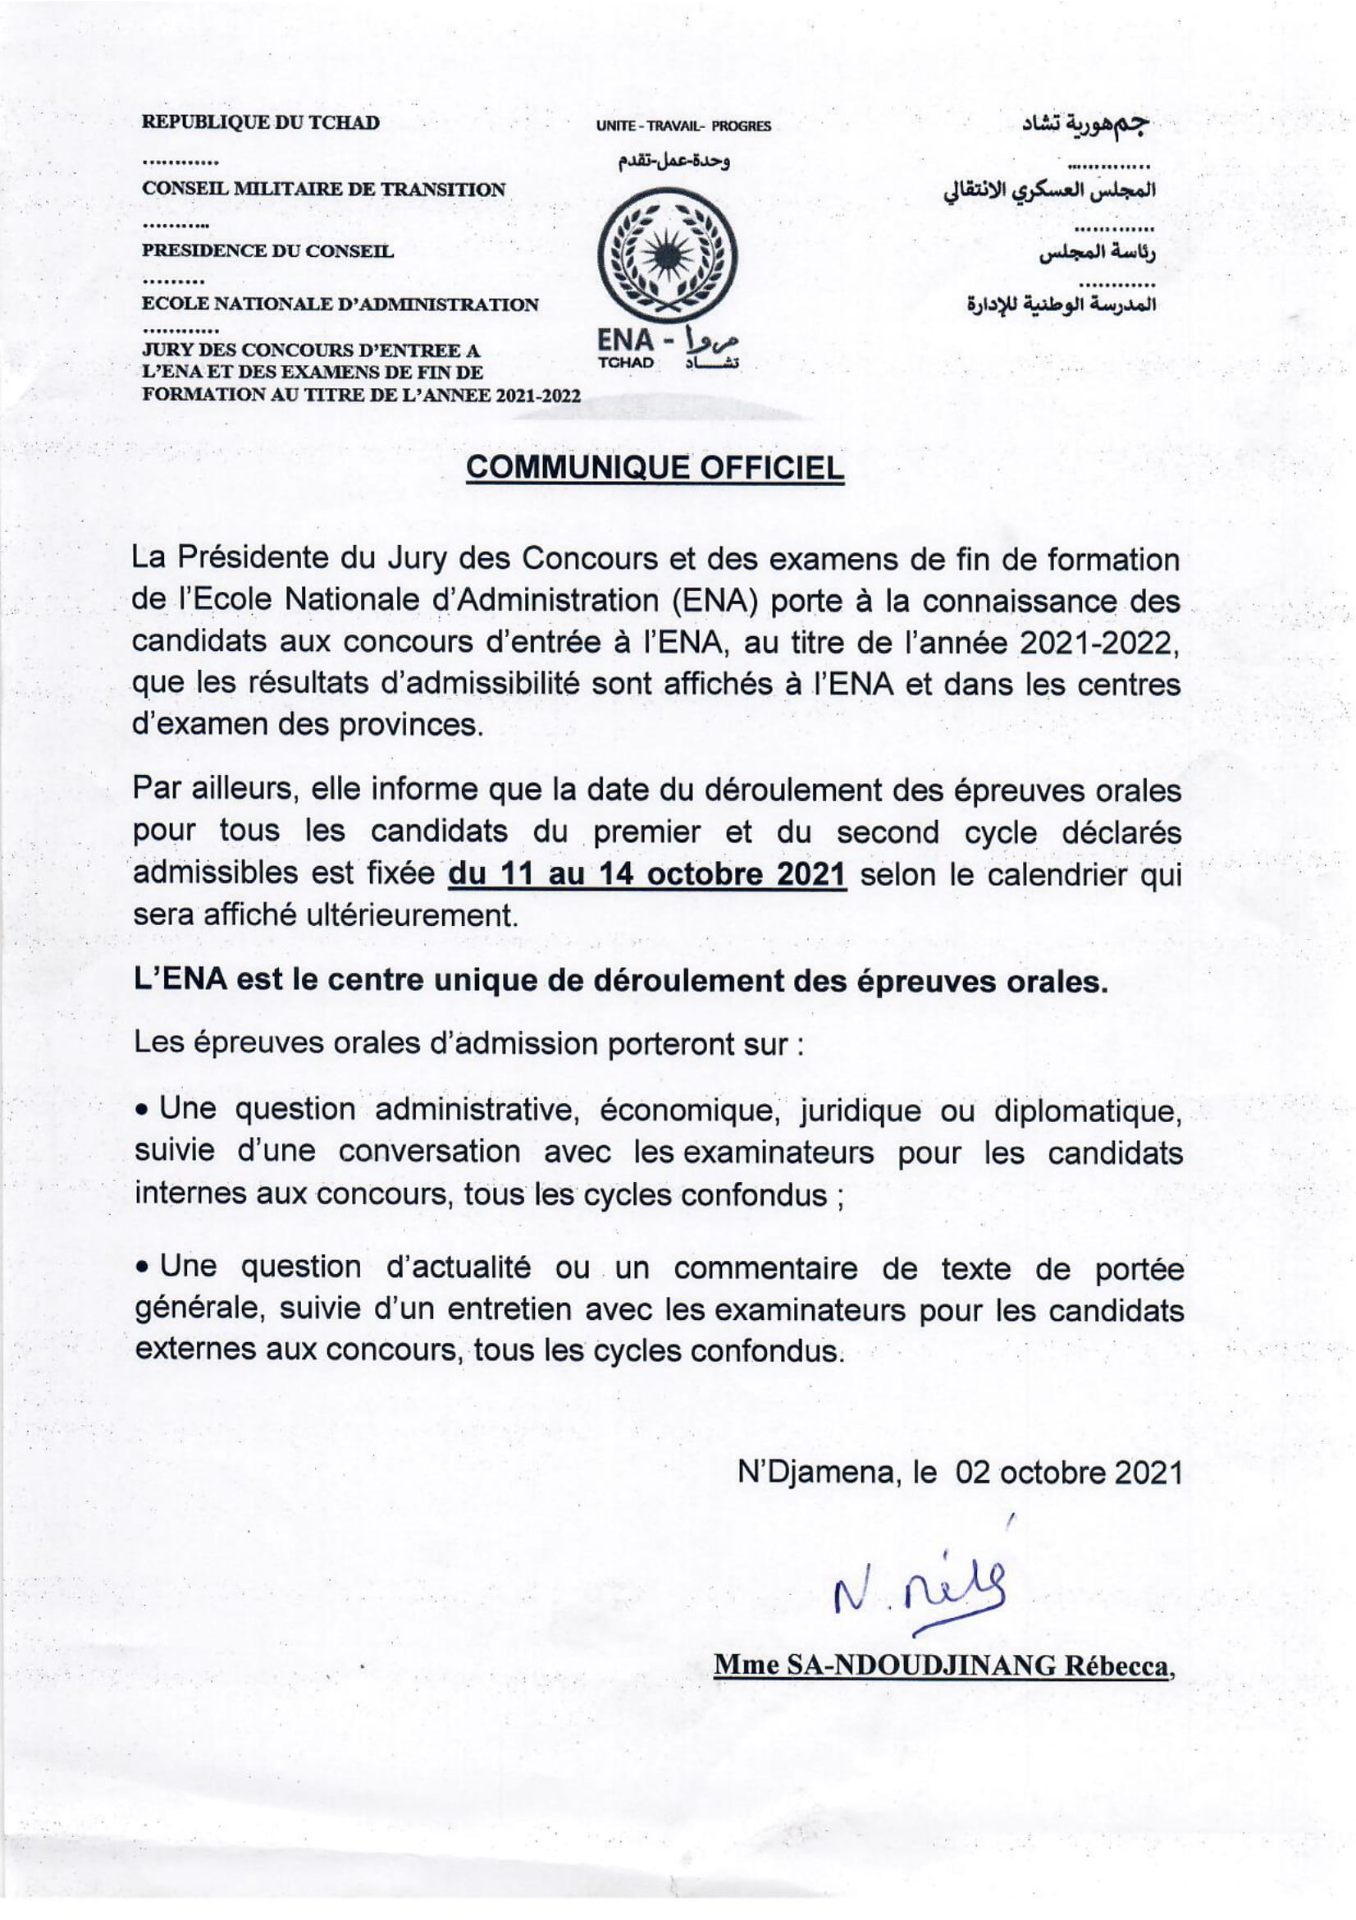 REPUBLIQUE DU TCHAD
............
CONSEIL MILITAIRE DE TRANSITION
...........
PRESIDENCE DU CONSEIL
.........
ECOLE NATIONALE D'ADMINISTRATION
............
JURY DES CONCOURS D'ENTREE A
L'ENA ET DES EXAMENS DE FIN DE
FORMATION AU TITRE DE L'ANNEE 2021-2022
UNITE - TRAVAIL- PROGRES
وحدة-عمل-تقدم
ENA -
TCHAD تشاد
جمهورية تشاد
..............
المجلس العسكري الانتقالي
.............
رئاسة المجلس
............
المدرسة الوطنية للإدارة
COMMUNIQUE OFFICIEL
La Présidente du Jury des Concours et des examens de fin de formation
de l'Ecole Nationale d'Administration (ENA) porte à la connaissance des
candidats aux concours d'entrée à l'ENA, au titre de l'année 2021-2022,
que les résultats d'admissibilité sont affichés à l'ENA et dans les centres
d'examen des provinces.
Par ailleurs, elle informe que la date du déroulement des épreuves orales
pour tous les candidats du premier et du second cycle déclarés
admissibles est fixée du 11 au 14 octobre 2021 selon le calendrier qui
sera affiché ultérieurement.
L'ENA est le centre unique de déroulement des épreuves orales.
Les épreuves orales d'admission porteront sur :
• Une question administrative, économique, juridique ou diplomatique,
suivie d'une conversation avec les examinateurs pour les candidats
internes aux concours, tous les cycles confondus ;
• Une question d'actualité ou un commentaire de texte de portée
générale, suivie d'un entretien avec les examinateurs pour les candidats
externes aux concours, tous les cycles confondus.
N'Djamena, le 02 octobre 2021
Mme SA-NDOUDJINANG Rébecca,